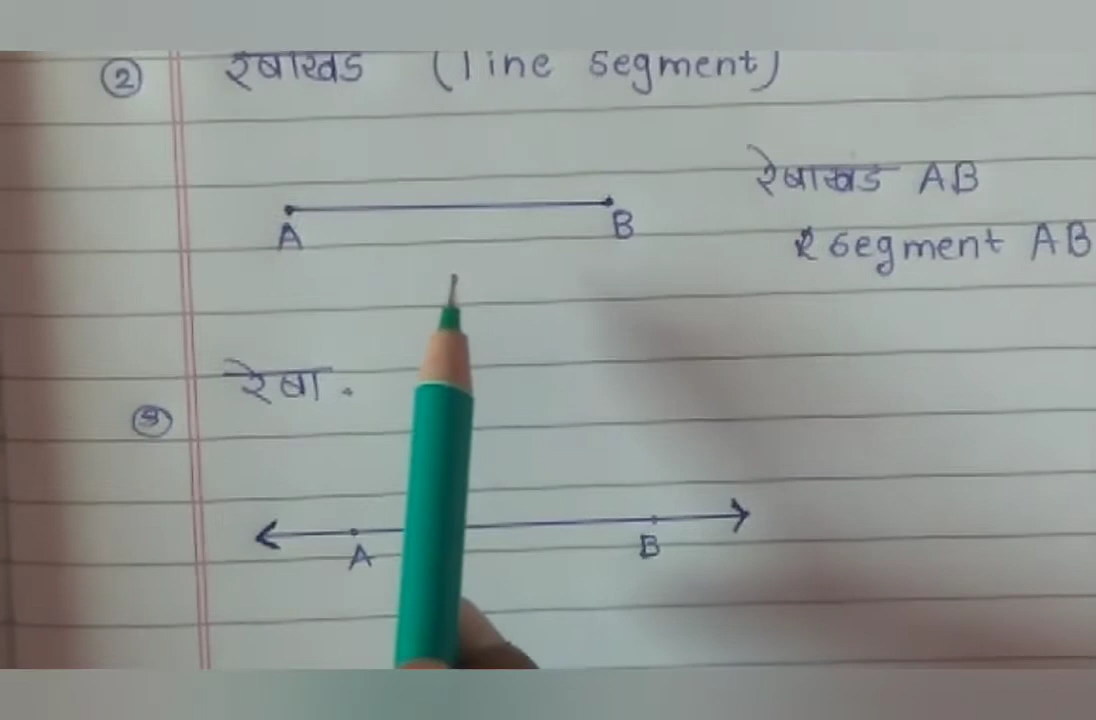 ② रेषाखंड (line segment)
रेषाखंड AB
A B
segment AB
रेषा.
③
A B